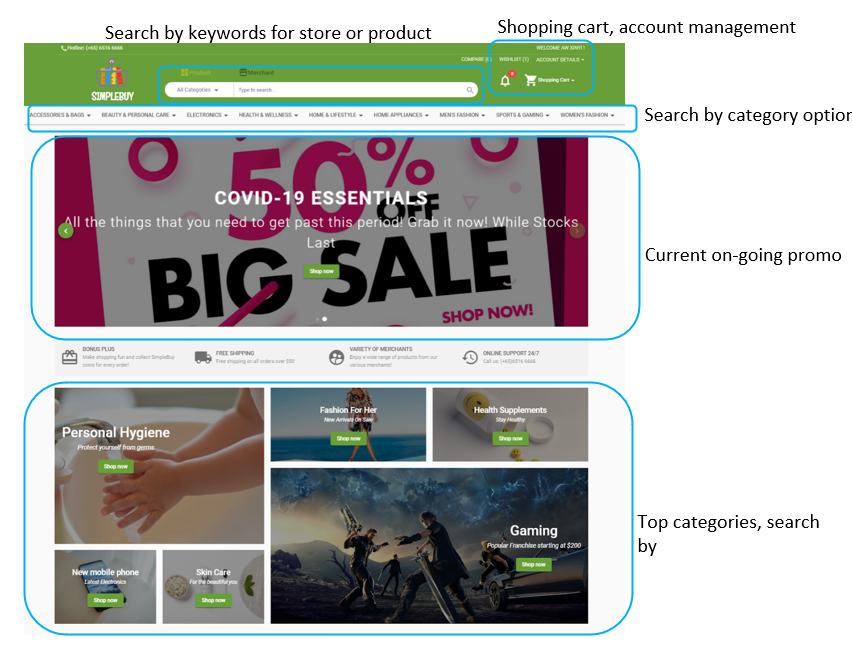 Search by keywords for store or product
Shopping cart, account management
Hotline: (+65) 6516 6666
WELCOME AW XINYI !
COMPARE (0)
WISHLIST (1)
ACCOUNT DETAILS
Product
Merchant
SIMPLEBUY
All Categories
Type to search...
Shopping Cart
ACCESSORIES & BAGS
BEAUTY & PERSONAL CARE
ELECTRONICS
HEALTH & WELLNESS
HOME & LIFESTYLE
HOME APPLIANCES
MEN'S FASHION
SPORTS & GAMING
WOMEN'S FASHION
Search by category option
50%
OFF
BIG SALE
SHOP NOW!
COVID-19 ESSENTIALS
All the things that you need to get past this period! Grab it now! While Stocks
Last
Shop now
Current on-going promo
BONUS PLUS
Make shopping fun and collect SimpleBuy
coins for every order!
FREE SHIPPING
Free shipping on all orders over $50
VARIETY OF MERCHANTS
Enjoy a wide range of products from our
various merchants!
ONLINE SUPPORT 24/7
Call us: (+65)6516 6666
Personal Hygiene
Protect yourself from germs
Shop now
Fashion For Her
New Arrivals On Sale
Shop now
Health Supplements
Stay Healthy
Shop now
Gaming
Popular Franchise starting at $200
Shop now
New mobile phone
Latest Electronics
Shop now
Skin Care
For the beautiful you
Shop now
Top categories, search
by